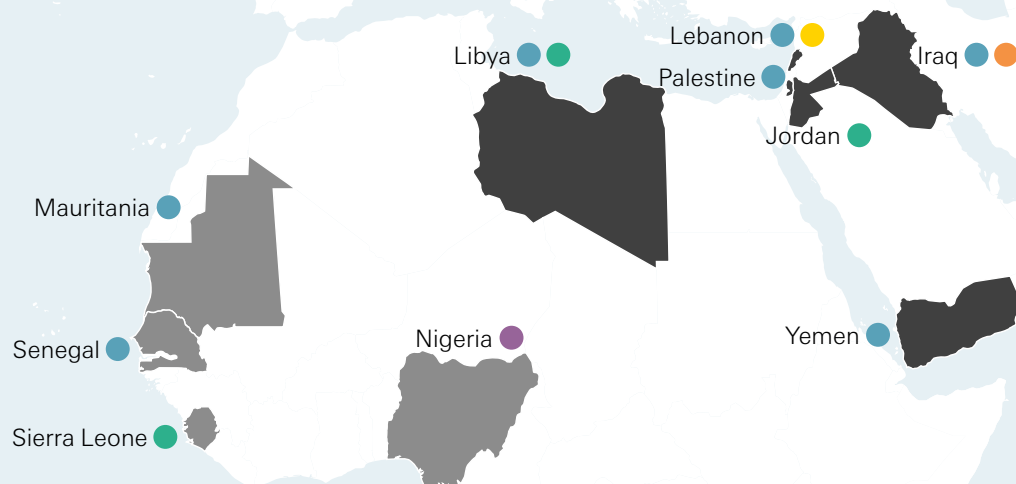 Lebanon
Libya
Iraq
Palestine
Jordan
Mauritania
Senegal
Nigeria
Yemen
Sierra Leone